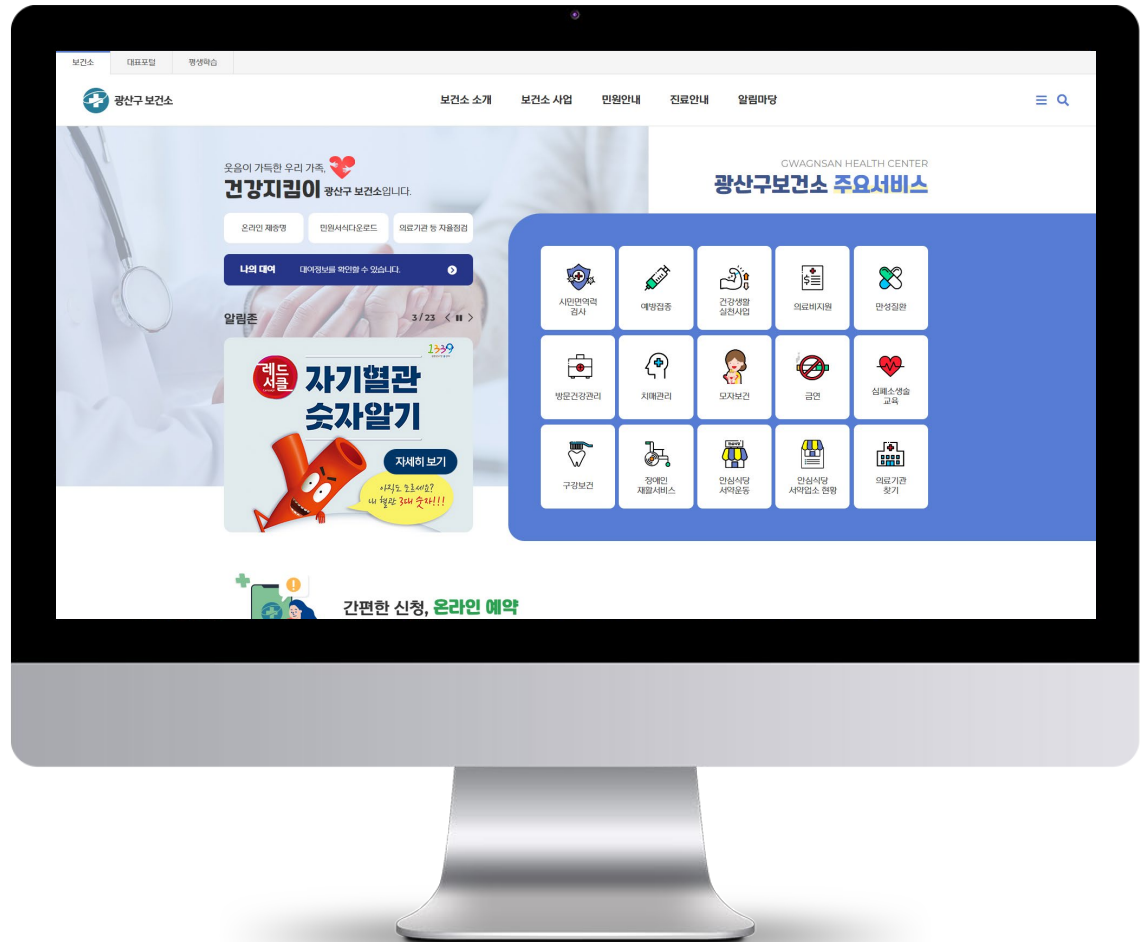 보건소
대표포털
평생학습
광산구 보건소
보건소 소개
보건소 사업
민원안내
진료안내
알림마당
웃음이 가득한 우리 가족,
건강지킴이 광산구 보건소입니다.
온라인 제증명
민원서식다운로드
의료기관 등 자율점검
나의 대여
대여정보를 확인할 수 있습니다.
알림존
3 / 23
1339
레드
서클
자기혈관
숫자알기
자세히 보기
아직도 모르세요?
내 혈관 3대 숫자!!!
GWAGNSAN HEALTH CENTER
광산구보건소 주요서비스
시민면역력
검사
예방접종
건강생활
실천사업
의료비지원
만성질환
방문건강관리
치매관리
모자보건
금연
심폐소생술
교육
구강보건
장애인
재활서비스
안심식당
서약운동
안심식당
서약업소 현황
의료기관
찾기
간편한 신청, 온라인 예약